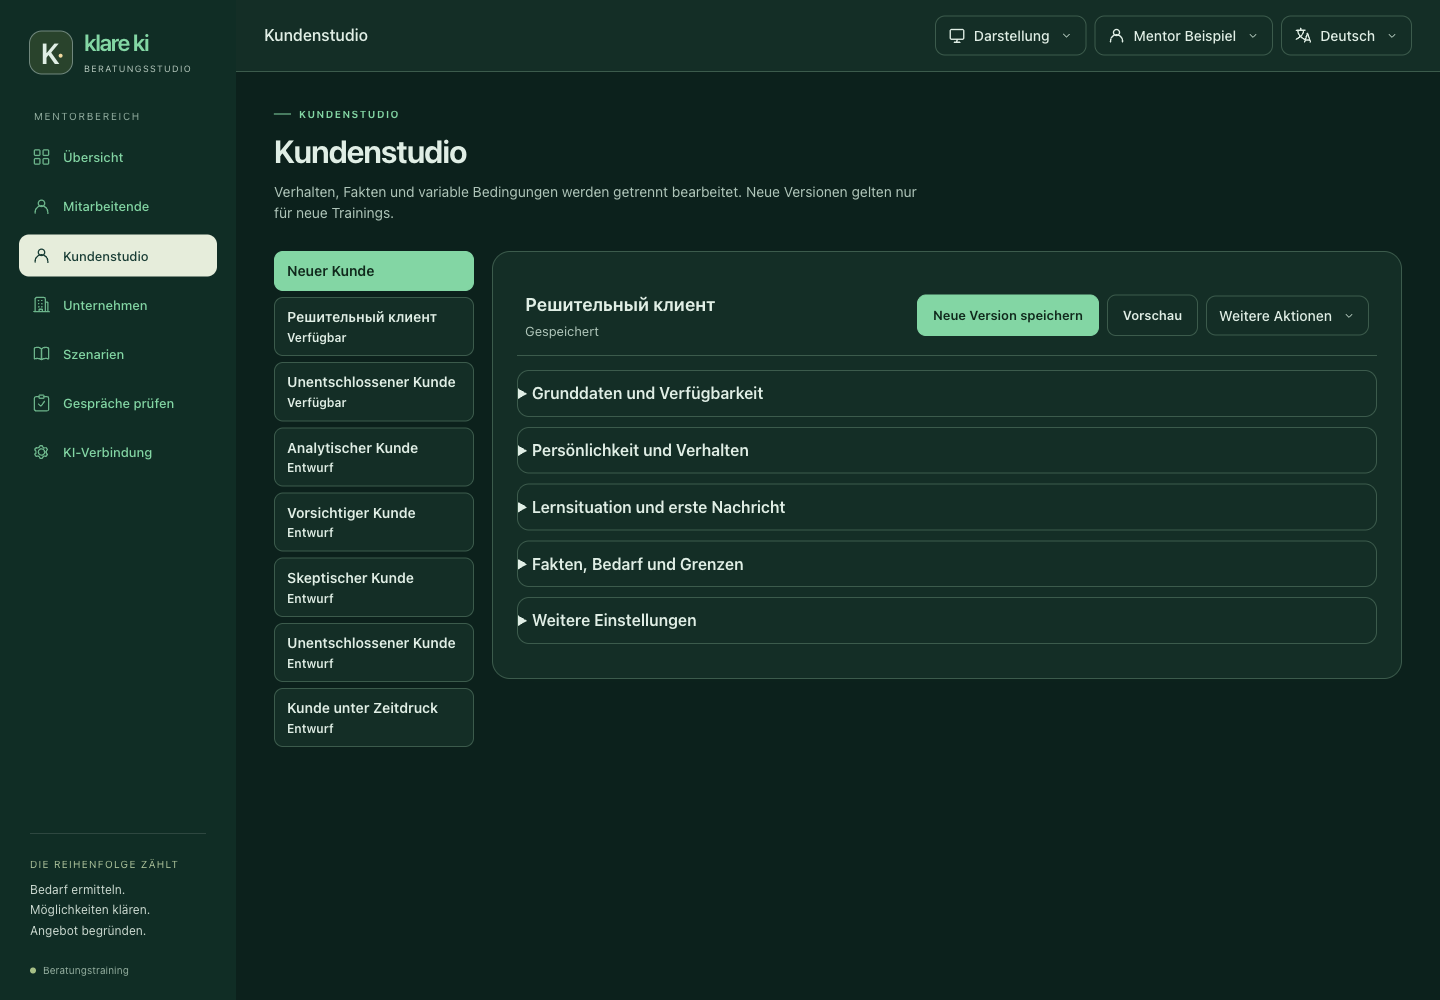 K
klare ki
BERATUNGSSTUDIO
MENTORBEREICH
Übersicht
Mitarbeitende
Kundenstudio
Unternehmen
Szenarien
Gespräche prüfen
KI-Verbindung
DIE REIHENFOLGE ZÄHLT
Bedarf ermitteln.
Möglichkeiten klären.
Angebot begründen.
Beratungstraining
Kundenstudio
Darstellung
Mentor Beispiel
Deutsch
KUNDENSTUDIO
Kundenstudio
Verhalten, Fakten und variable Bedingungen werden getrennt bearbeitet. Neue Versionen gelten nur
für neue Trainings.
Neuer Kunde
Решительный клиент
Verfügbar
Unentschlossener Kunde
Verfügbar
Analytischer Kunde
Entwurf
Vorsichtiger Kunde
Entwurf
Skeptischer Kunde
Entwurf
Unentschlossener Kunde
Entwurf
Kunde unter Zeitdruck
Entwurf
Решительный клиент
Gespeichert
Neue Version speichern
Vorschau
Weitere Aktionen
Grunddaten und Verfügbarkeit
Persönlichkeit und Verhalten
Lernsituation und erste Nachricht
Fakten, Bedarf und Grenzen
Weitere Einstellungen